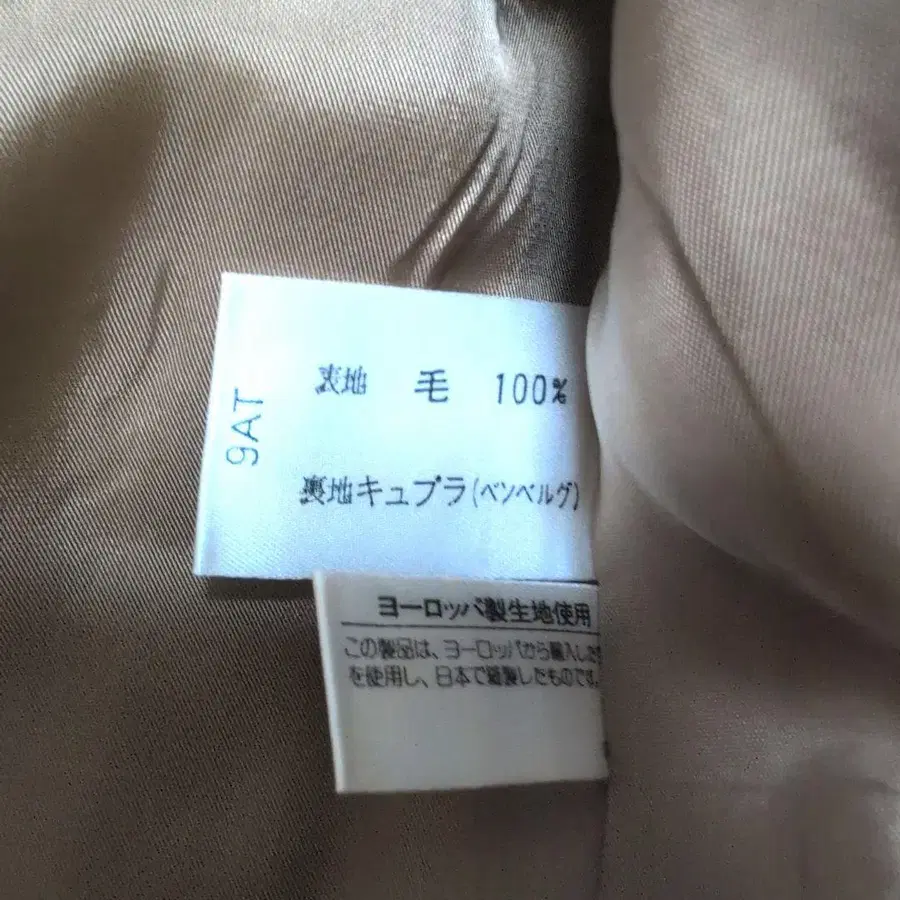 表地 毛 100%
裏地キュプラ(ベンベルグ)
9AT
ヨーロッパ製生地使用
この製品は、ヨーロッパから輸入した
を使用し、日本で縫製したものです。